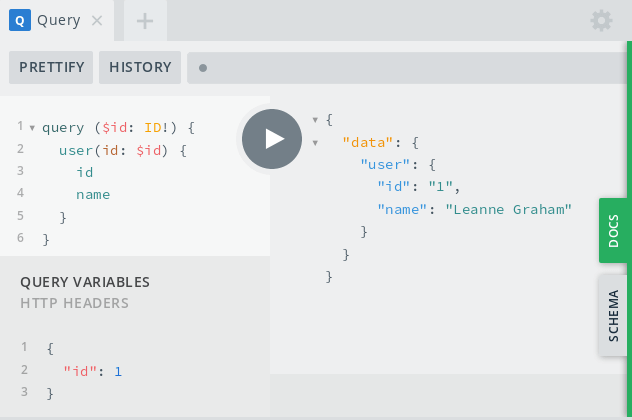 Q Query ×
PRETTIFY HISTORY
1 query ($id: ID!) {
2 user(id: $id) {
3 id
4 name
5 }
6 }
{
"data": {
"user": {
"id": "1",
"name": "Leanne Graham"
}
}
}
DOCS
SCHEMA
QUERY VARIABLES
HTTP HEADERS
1 {
2 "id": 1
3 }